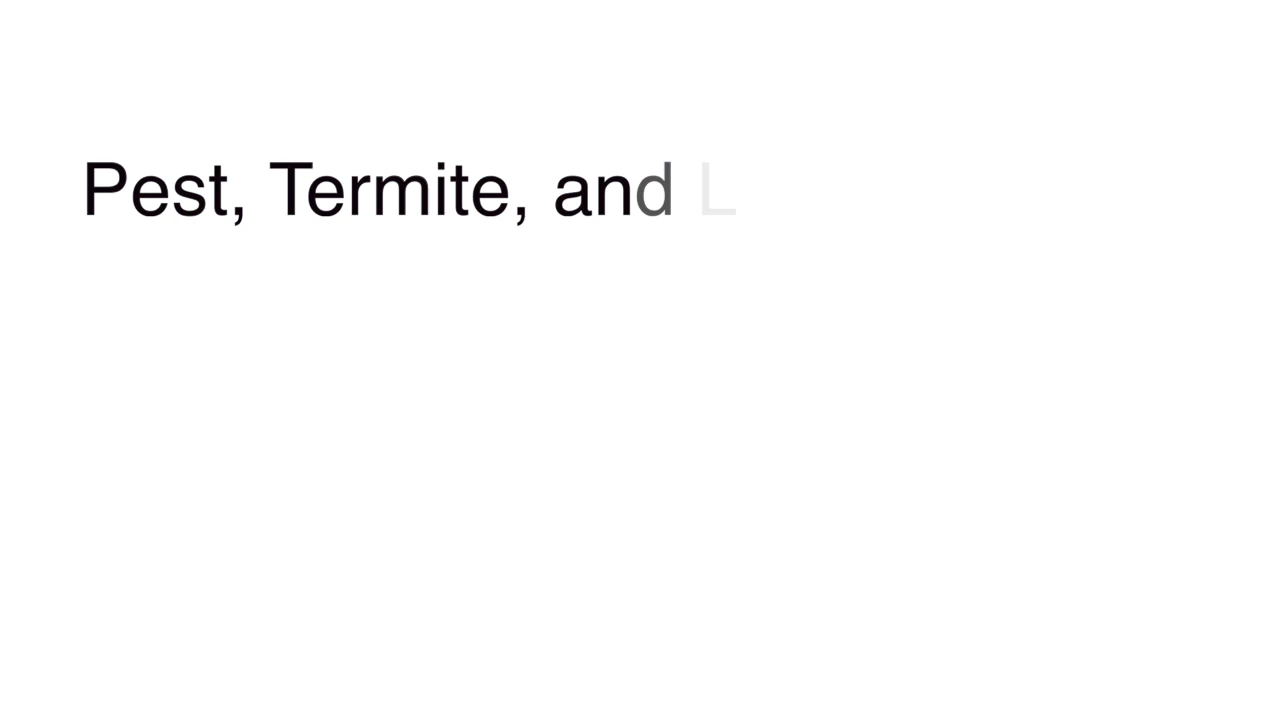 Pest, Termite, and L